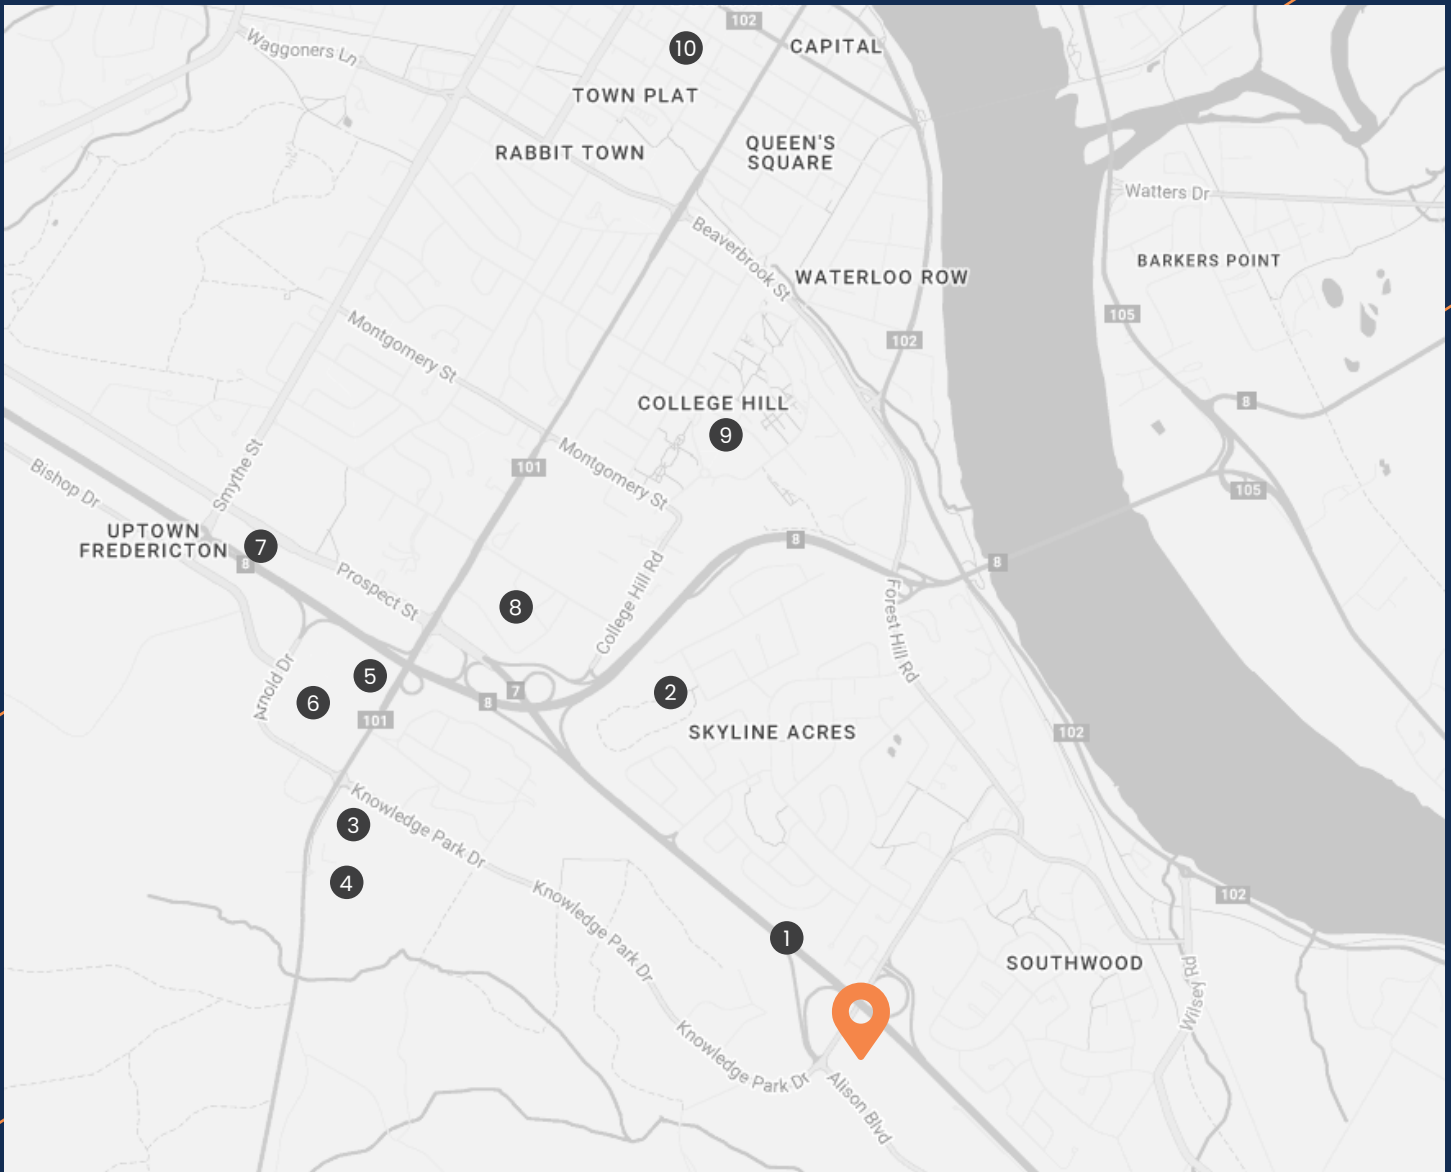 102
10
CAPITAL
Waggoners Ln
TOWN PLAT
QUEEN'S
SQUARE
RABBIT TOWN
Watters Dr
Beaverbrook St
BARKERS POINT
WATERLOO ROW
105
102
Montgomery St
8
COLLEGE HILL
9
Montgomery St
101
Smythe St
Bishop Dr
105
UPTOWN
FREDERICTON
7
8
8
8
Prospect St
8
College Hill Rd
Forest Hill Rd
5
6
Arnold Dr
7
8
2
101
SKYLINE ACRES
102
Knowledge Park Dr
3
4
Knowledge Park Dr
102
1
SOUTHWOOD
Wilsey Rd
Knowledge Park Dr
Alison Blvd